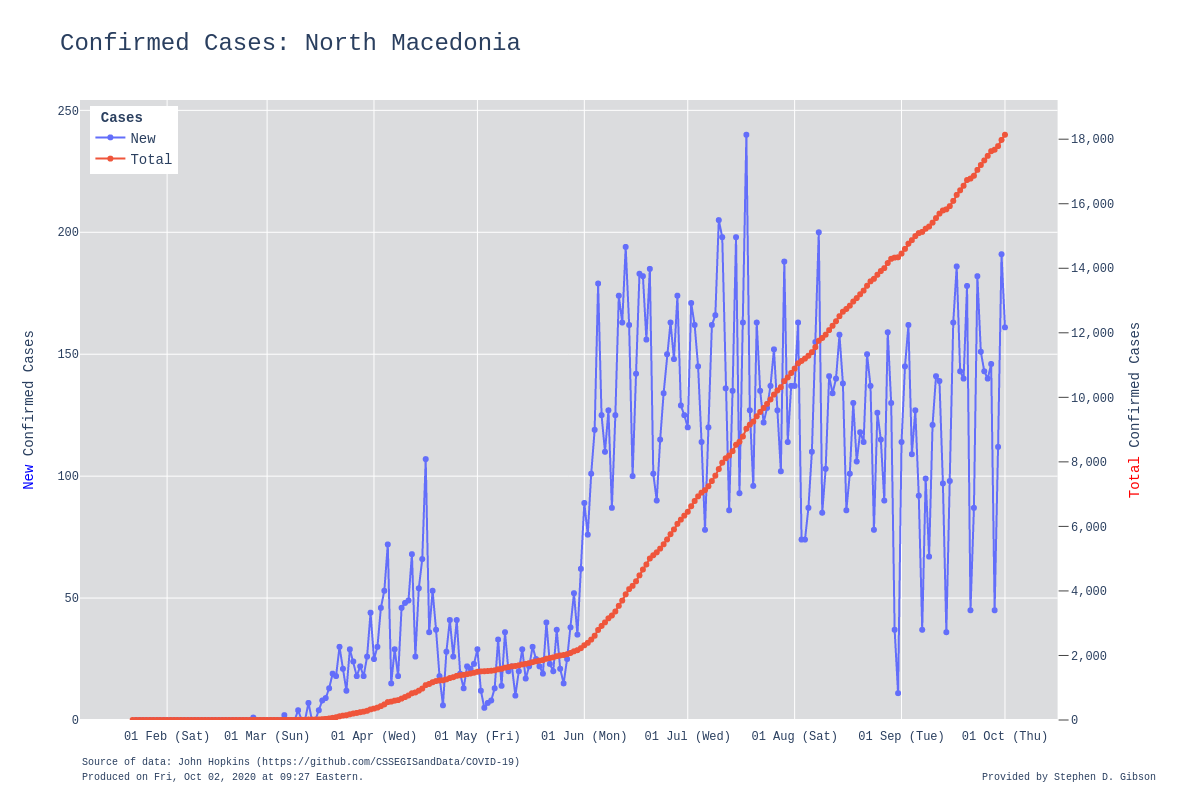 Confirmed Cases: North Macedonia
Cases
New
Total
250
200
150
100
50
0
18,000
16,000
14,000
12,000
10,000
8,000
6,000
4,000
2,000
0
New Confirmed Cases
Total Confirmed Cases
01 Feb (Sat) 01 Mar (Sun) 01 Apr (Wed) 01 May (Fri) 01 Jun (Mon) 01 Jul (Wed) 01 Aug (Sat) 01 Sep (Tue) 01 Oct (Thu)
Source of data: John Hopkins (https://github.com/CSSEGISandData/COVID-19)
Produced on Fri, Oct 02, 2020 at 09:27 Eastern.
Provided by Stephen D. Gibson